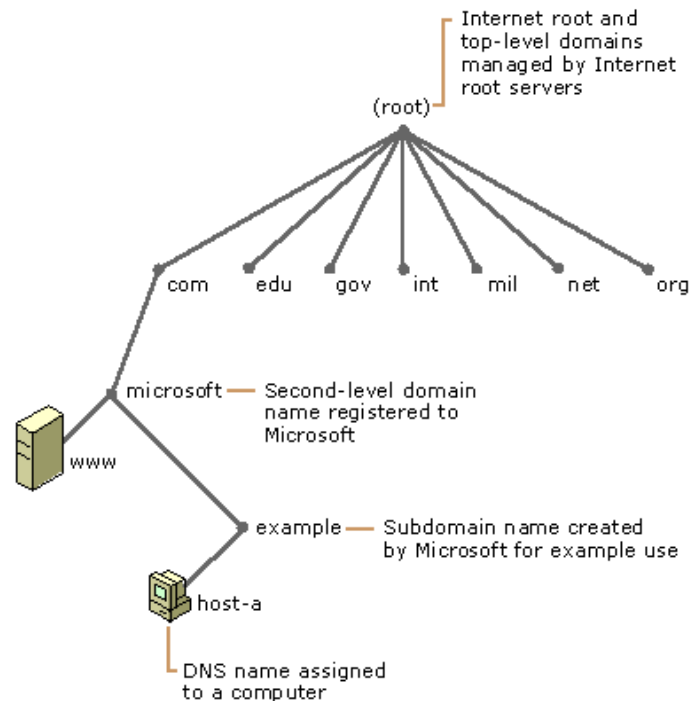 Internet root and
top-level domains
managed by Internet
root servers
(root)
com edu gov int mil net org
microsoft
Second-level domain
name registered to
Microsoft
www
example
Subdomain name created
by Microsoft for example use
host-a
DNS name assigned
to a computer